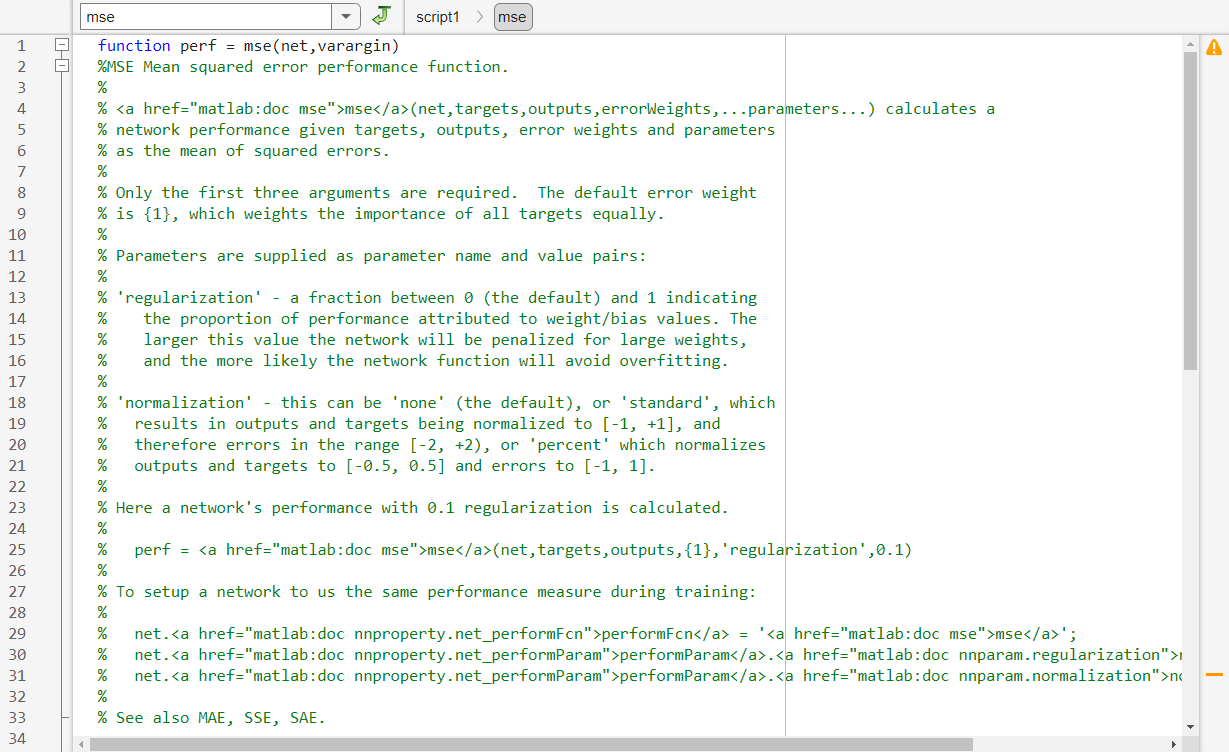 mse script1 mse
1 function perf = mse(net,varargin)
2 %MSE Mean squared error performance function.
3 %
4 % <a href="matlab:doc mse">mse</a>(net,targets,outputs,errorWeights,...parameters...) calculates a
5 % network performance given targets, outputs, error weights and parameters
6 % as the mean of squared errors.
7 %
8 % Only the first three arguments are required.  The default error weight
9 % is {1}, which weights the importance of all targets equally.
10 %
11 % Parameters are supplied as parameter name and value pairs:
12 %
13 % 'regularization' - a fraction between 0 (the default) and 1 indicating
14 %    the proportion of performance attributed to weight/bias values. The
15 %    larger this value the network will be penalized for large weights,
16 %    and the more likely the network function will avoid overfitting.
17 %
18 % 'normalization' - this can be 'none' (the default), or 'standard', which
19 %   results in outputs and targets being normalized to [-1, +1], and
20 %   therefore errors in the range [-2, +2), or 'percent' which normalizes
21 %   outputs and targets to [-0.5, 0.5] and errors to [-1, 1].
22 %
23 % Here a network's performance with 0.1 regularization is calculated.
24 %
25 %   perf = <a href="matlab:doc mse">mse</a>(net,targets,outputs,{1},'regularization',0.1)
26 %
27 % To setup a network to us the same performance measure during training:
28 %
29 %   net.<a href="matlab:doc nnproperty.net_performFcn">performFcn</a> = '<a href="matlab:doc mse">mse</a>';
30 %   net.<a href="matlab:doc nnproperty.net_performParam">performParam</a>.<a href="matlab:doc nnparam.regularization">
31 %   net.<a href="matlab:doc nnproperty.net_performParam">performParam</a>.<a href="matlab:doc nnparam.normalization">
32 %
33 % See also MAE, SSE, SAE.
34